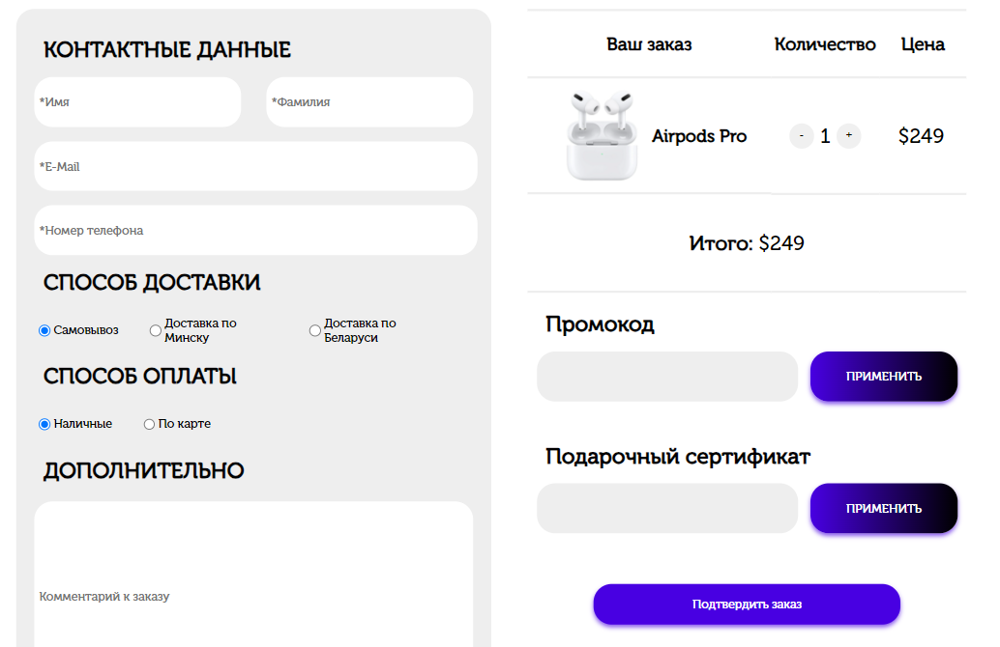 КОНТАКТНЫЕ ДАННЫЕ
*Имя
*Фамилия
*E-Mail
*Номер телефона
СПОСОБ ДОСТАВКИ
Самовывоз
Доставка по
Минску
Доставка по
Беларуси
СПОСОБ ОПЛАТЫ
Наличные
По карте
ДОПОЛНИТЕЛЬНО
Комментарий к заказу
Ваш заказ
Количество
Цена
Airpods Pro
- 1 +
$249
Итого: $249
Промокод
ПРИМЕНИТЬ
Подарочный сертификат
ПРИМЕНИТЬ
Подтвердить заказ